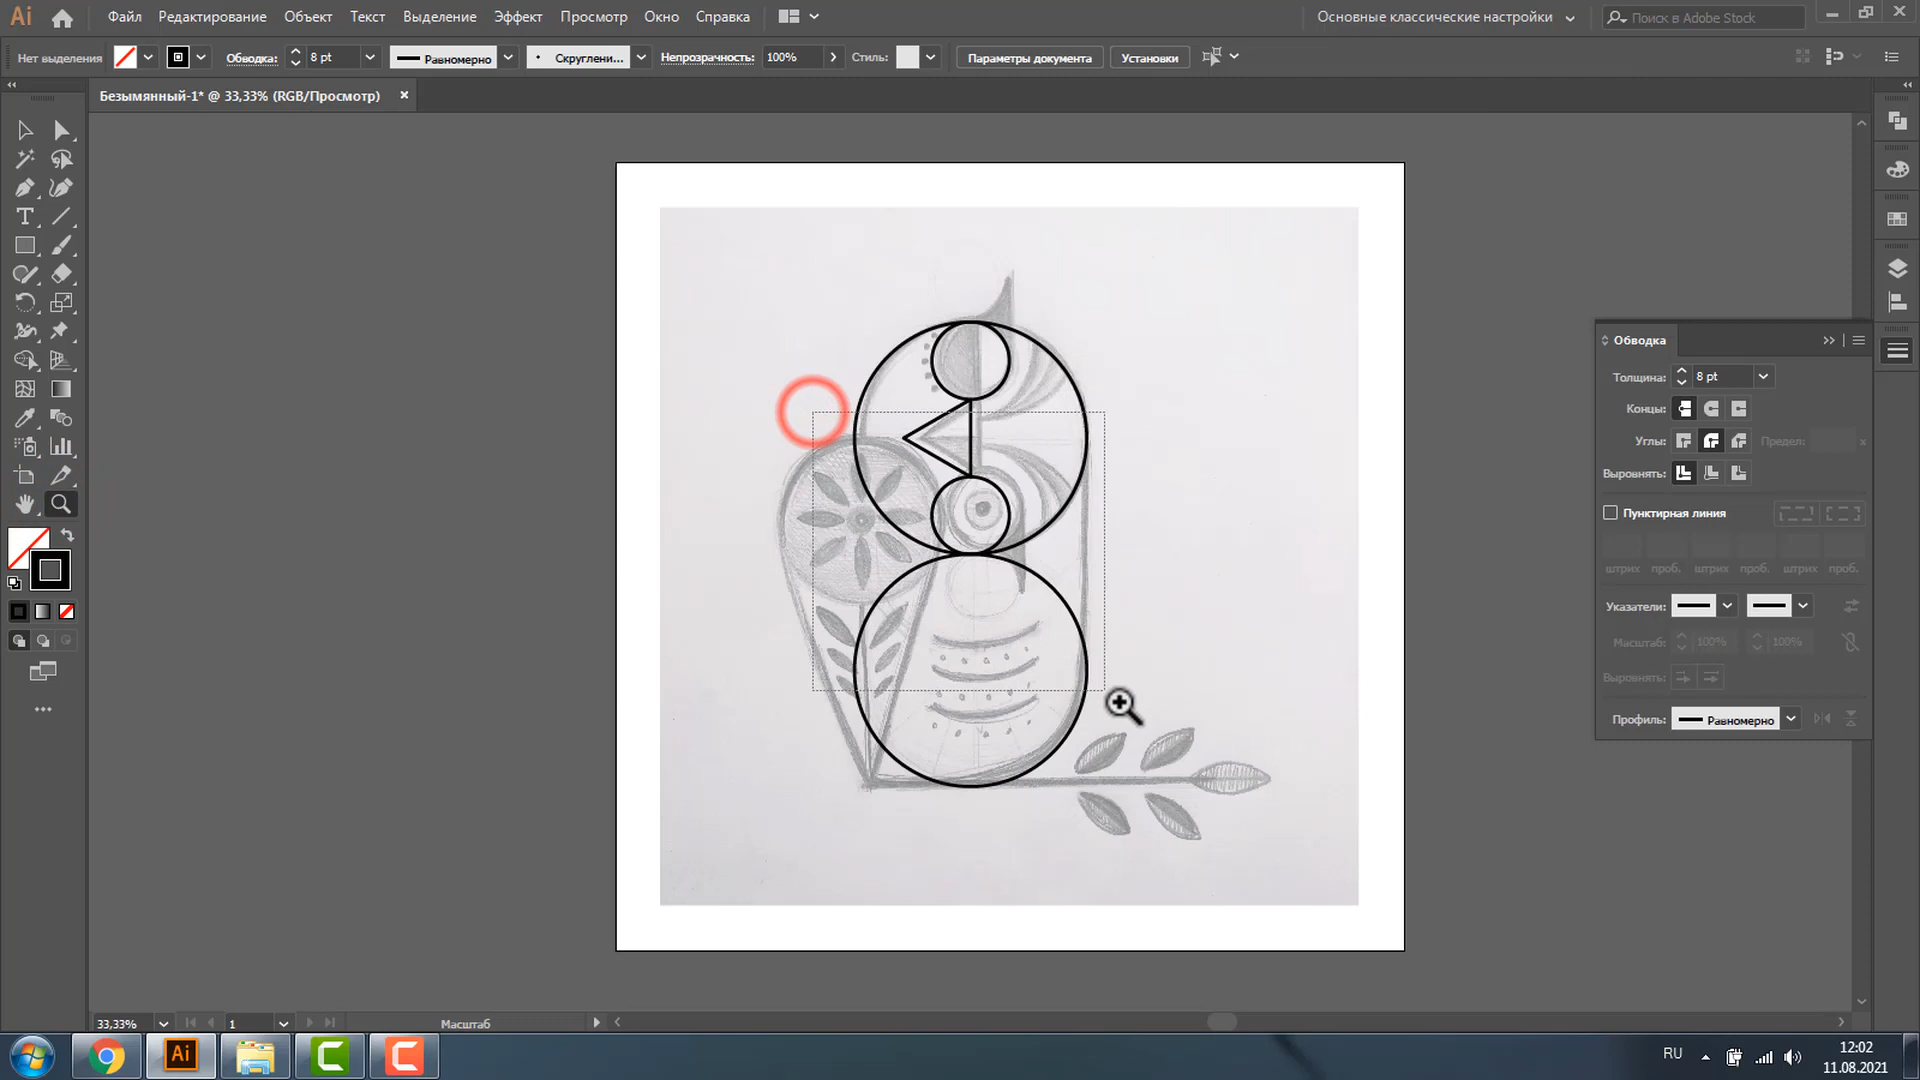 Ai Файл Редактирование Объект Текст Выделение Эффект Просмотр Окно Справка Основные классические настройки Поиск в Adobe Stock
Нет выделения Обводка: 8 pt Равномерно Скруглени... Непрозрачность: 100% Стиль: Параметры документа Установки
Безымянный-1* @ 33,33% (RGB/Просмотр) ×
Обводка
Толщина: 8 pt
Концы:
Углы: Предел: x
Выровнять:
Пунктирная линия
штрих проб. штрих проб. штрих проб.
Указатели:
Масштаб: 100% 100%
Выровнять:
Профиль: Равномерно
33,33% 1 Масштаб
Ai
RU
12:02
11.08.2021